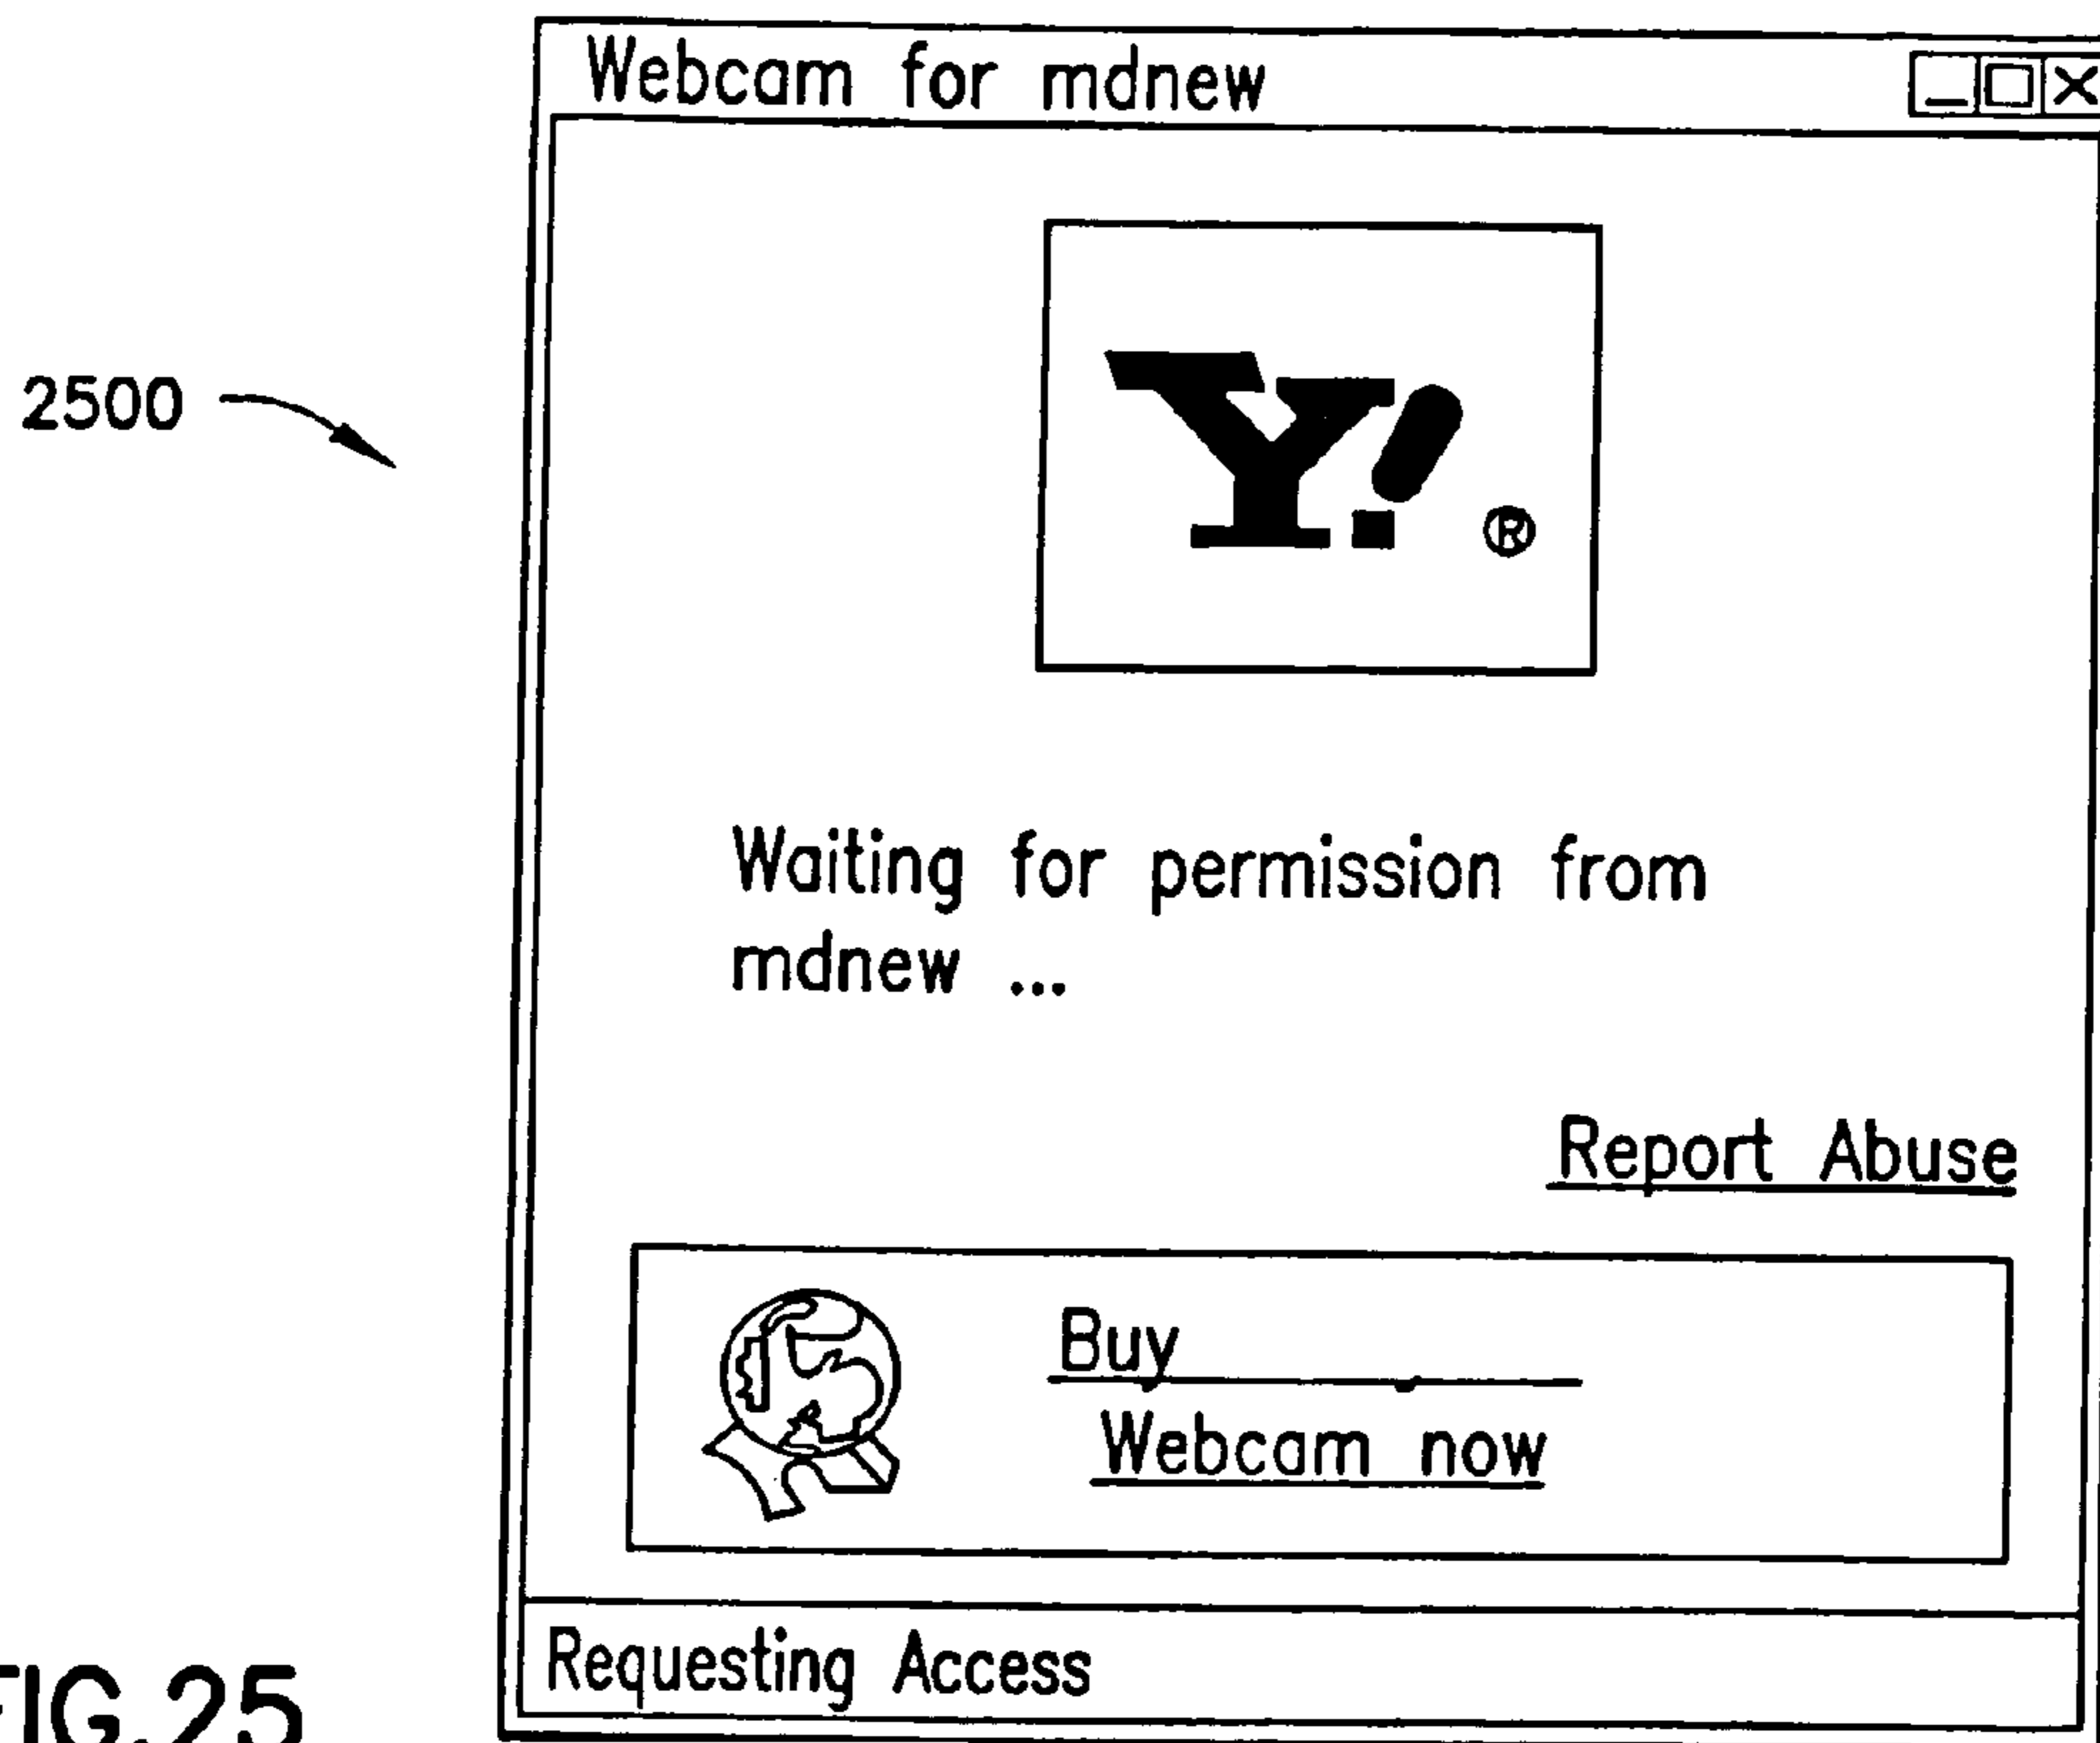 Webcam for mdnew
2500
Y!
®
Waiting for permission from
mdnew ...
Report Abuse
Buy
Webcam now
Requesting Access
FIG.25